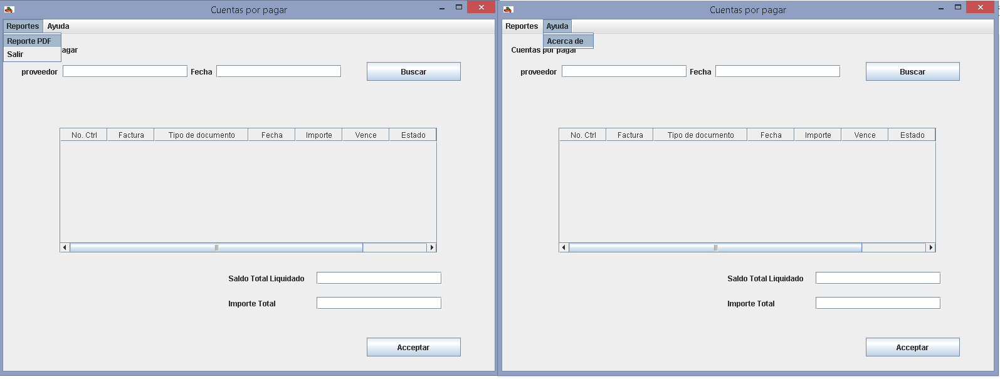 Cuentas por pagar
Reportes Ayuda
Reporte PDF
agar
Salir
proveedor Fecha Buscar
No. Ctrl Factura Tipo de documento Fecha Importe Vence Estado
Saldo Total Liquidado
Importe Total
Acceptar
Cuentas por pagar
Reportes Ayuda
Acerca de
Cuentas por pagar
proveedor Fecha Buscar
No. Ctrl Factura Tipo de documento Fecha Importe Vence Estado
Saldo Total Liquidado
Importe Total
Acceptar